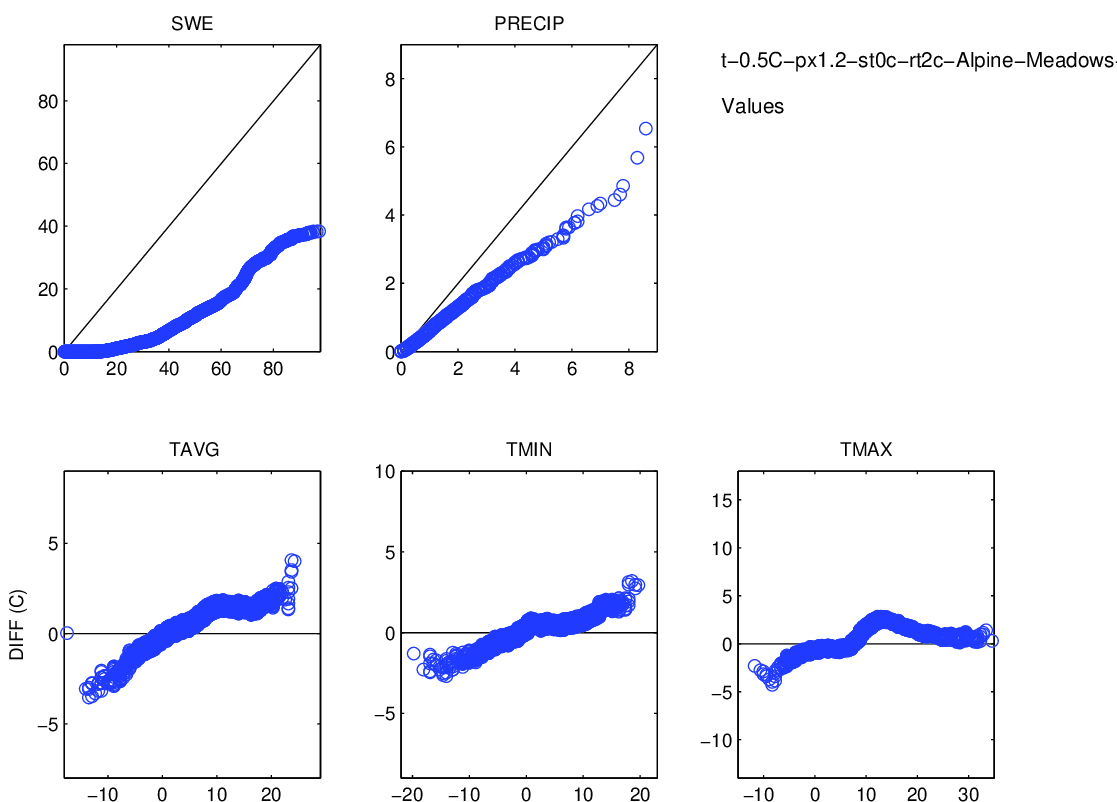 SWE
PRECIP
t−0.5C−px1.2−st0c−rt2c−Alpine−Meadows-
Values
80
60
40
20
0
0 20 40 60 80
8
6
4
2
0
0 2 4 6 8
TAVG
TMIN
TMAX
DIFF (C)
5
0
−5
−10 0 10 20
10
5
0
−5
−20 −10 0 10 20
15
10
5
0
−5
−10
−10 0 10 20 30